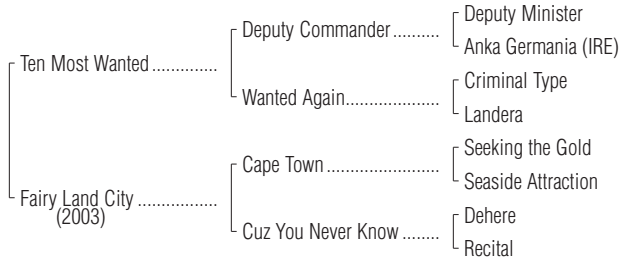 Deputy Minister
Deputy Commander..........
Anka Germania (IRE)
Ten Most Wanted..............
Criminal Type
Wanted Again....................
Landera
Seeking the Gold
Cape Town ........................
Seaside Attraction
Fairy Land City .................
(2003)
Dehere
Cuz You Never Know ........
Recital